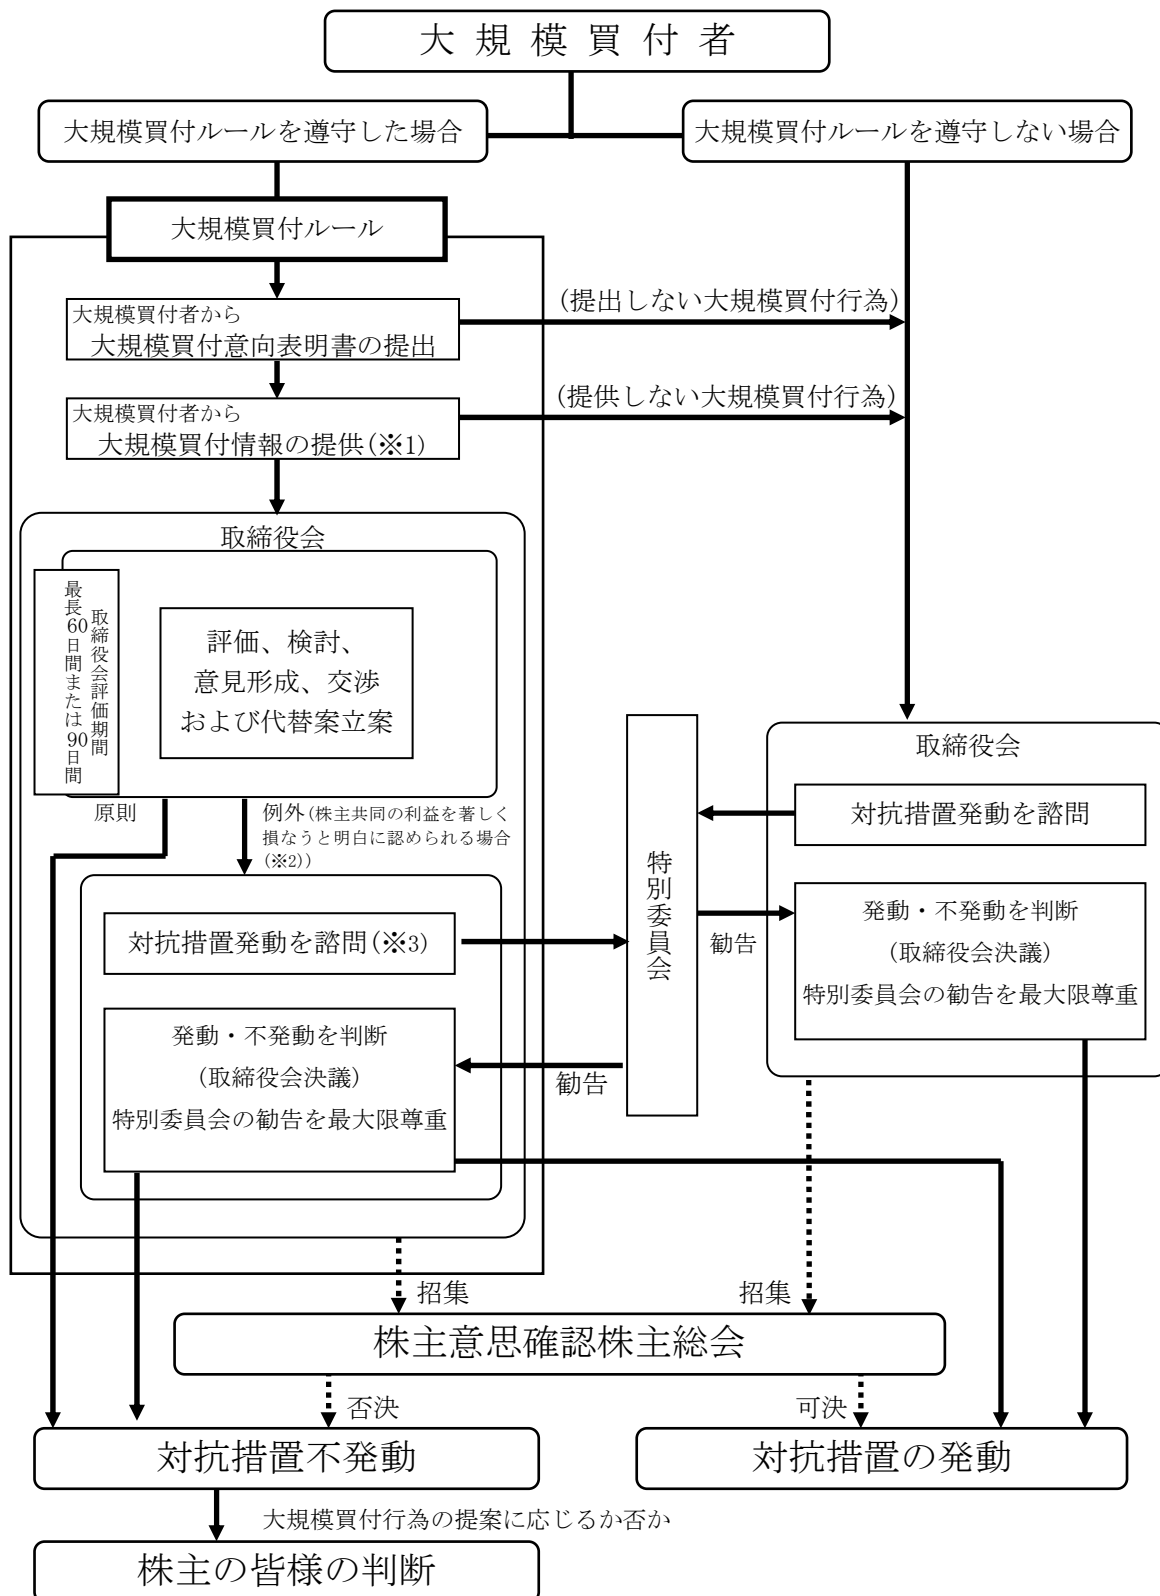 大規模買付者
大規模買付ルールを遵守した場合
大規模買付ルールを遵守しない場合
大規模買付ルール
大規模買付者から
大規模買付意向表明書の提出
(提出しない大規模買付行為)
大規模買付者から
大規模買付情報の提供(※1)
(提供しない大規模買付行為)
取締役会
取締役会評価期間
最長60日間または90日間
評価、検討、
意見形成、交渉
および代替案立案
原則
例外(株主共同の利益を著しく
損なうと明白に認められる場合
(※2))
対抗措置発動を諮問(※3)
発動・不発動を判断
(取締役会決議)
特別委員会の勧告を最大限尊重
勧告
特別委員会
取締役会
対抗措置発動を諮問
勧告
発動・不発動を判断
(取締役会決議)
特別委員会の勧告を最大限尊重
招集
招集
株主意思確認株主総会
否決
可決
対抗措置不発動
対抗措置の発動
大規模買付行為の提案に応じるか否か
株主の皆様の判断